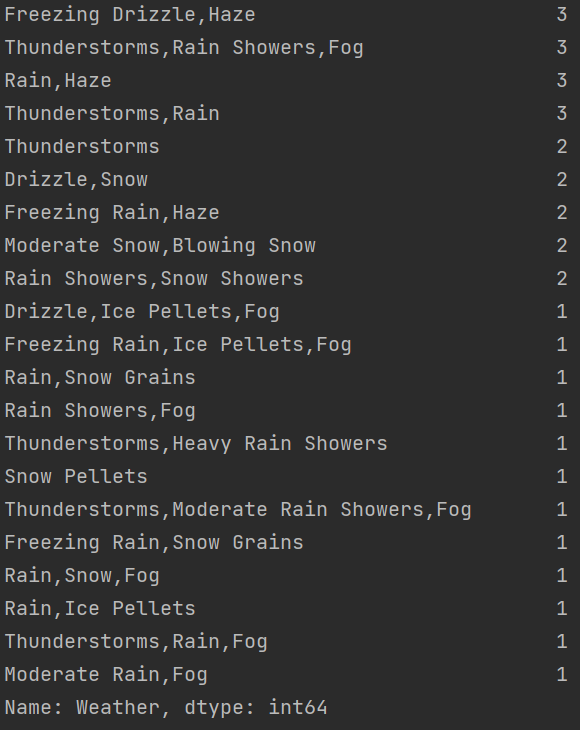 Freezing Drizzle,Haze 3
Thunderstorms,Rain Showers,Fog 3
Rain,Haze 3
Thunderstorms,Rain 3
Thunderstorms 2
Drizzle,Snow 2
Freezing Rain,Haze 2
Moderate Snow,Blowing Snow 2
Rain Showers,Snow Showers 2
Drizzle,Ice Pellets,Fog 1
Freezing Rain,Ice Pellets,Fog 1
Rain,Snow Grains 1
Rain Showers,Fog 1
Thunderstorms,Heavy Rain Showers 1
Snow Pellets 1
Thunderstorms,Moderate Rain Showers,Fog 1
Freezing Rain,Snow Grains 1
Rain,Snow,Fog 1
Rain,Ice Pellets 1
Thunderstorms,Rain,Fog 1
Moderate Rain,Fog 1
Name: Weather, dtype: int64